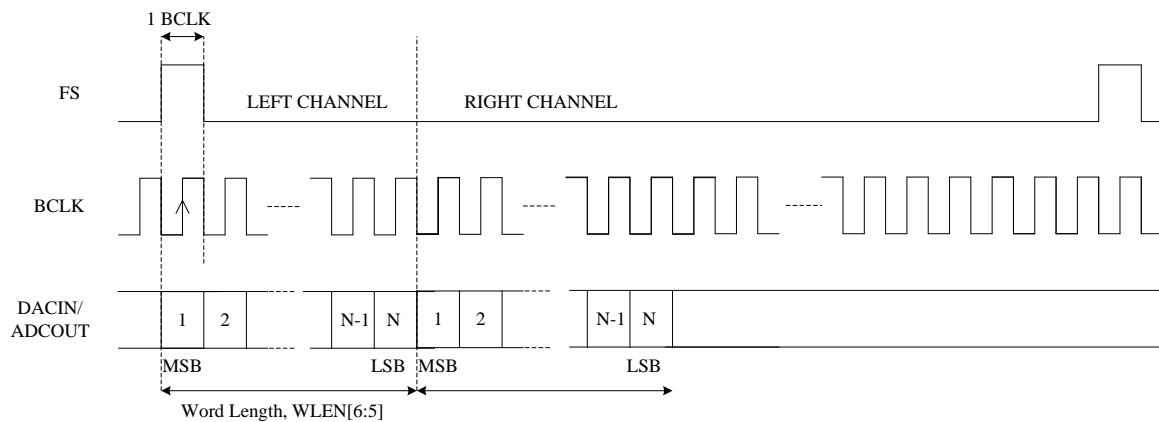 1 BCLK
FS
LEFT CHANNEL RIGHT CHANNEL
BCLK
DACIN/
ADCOUT
1 2 N-1 N 1 2 N-1 N
MSB LSB MSB LSB
Word Length, WLEN[6:5]